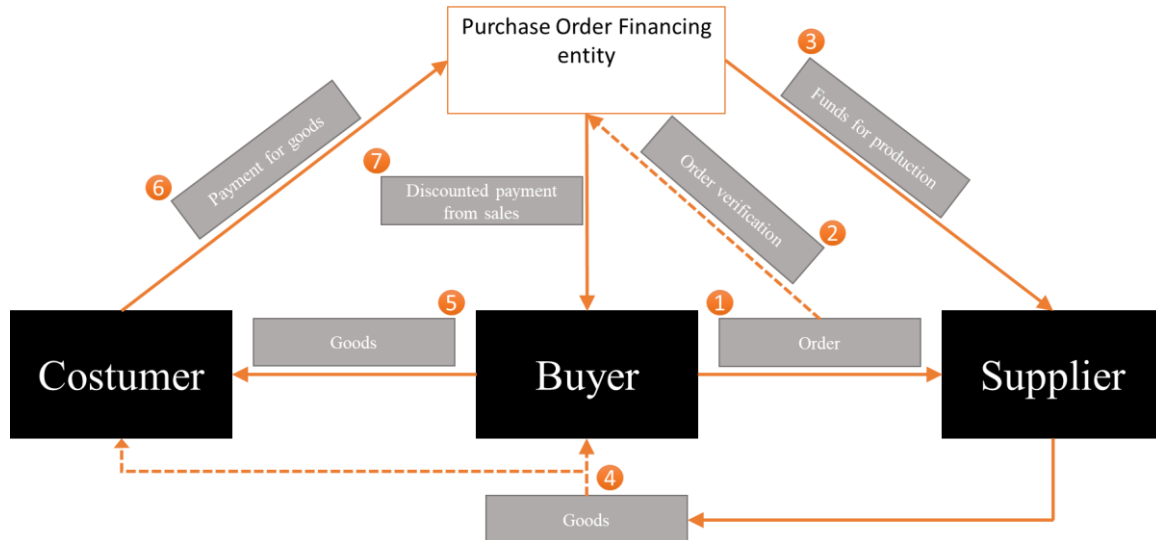 Purchase Order Financing
entity
3
Funds for production
Payment for goods
6
7
Discounted payment
from sales
Order verification
2
5
Goods
1
Order
Costumer
Buyer
Supplier
4
Goods